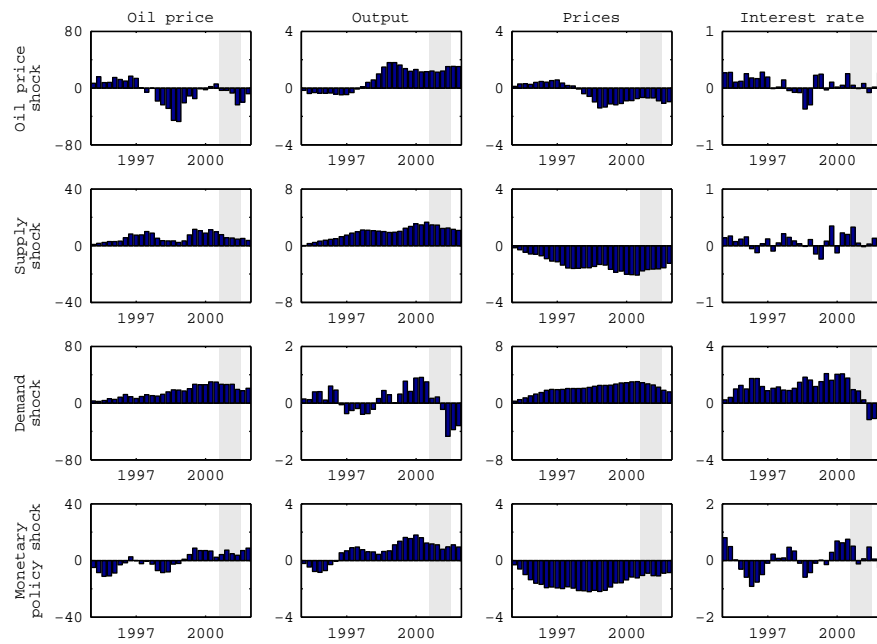 Oil price Output Prices Interest rate
Oil price
shock
80 4 4 1
0 0 0 0
−80 −4 −4 −1
1997 2000 1997 2000 1997 2000 1997 2000
Supply
shock
40 8 4 1
0 0 0 0
−40 −8 −4 −1
1997 2000 1997 2000 1997 2000 1997 2000
Demand
shock
80 2 8 4
0 0 0 0
−80 −2 −8 −4
1997 2000 1997 2000 1997 2000 1997 2000
Monetary
policy shock
40 4 4 2
0 0 0 0
−40 −4 −4 −2
1997 2000 1997 2000 1997 2000 1997 2000